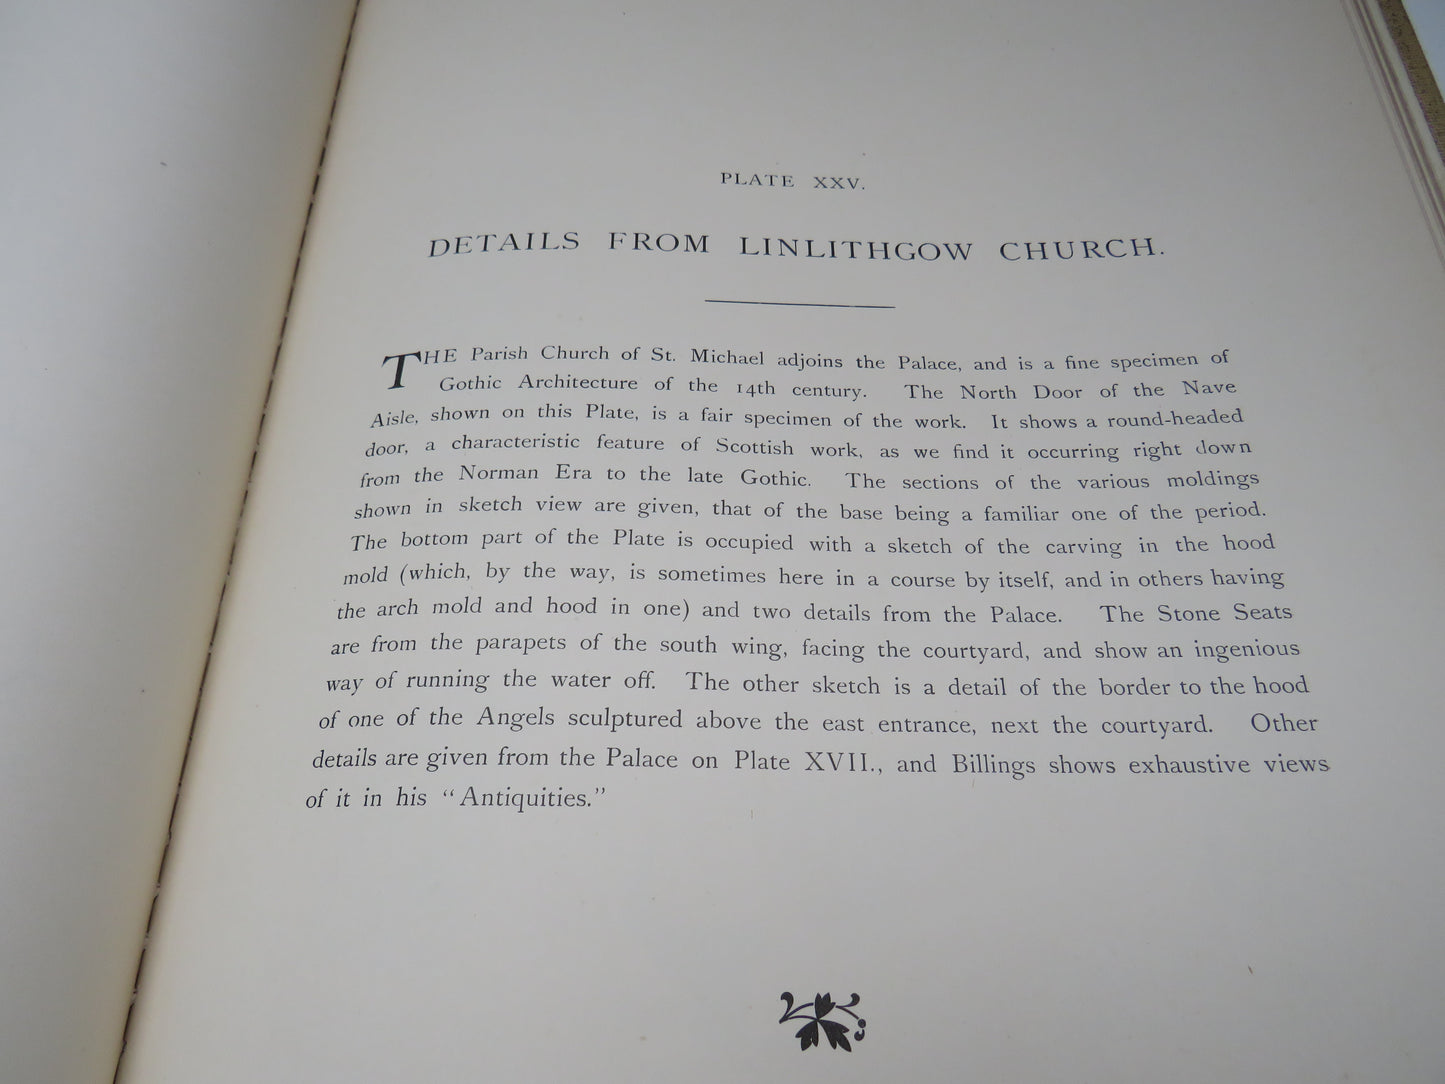 PLATE XXV.
DETAILS FROM LINLITHGOW CHURCH.
THE Parish Church of St. Michael adjoins the Palace, and is a fine specimen of
Gothic Architecture of the 14th century. The North Door of the Nave
Aisle, shown on this Plate, is a fair specimen of the work. It shows a round-headed
door, a characteristic feature of Scottish work, as we find it occurring right down
from the Norman Era to the late Gothic. The sections of the various moldings
shown in sketch view are given, that of the base being a familiar one of the period.
The bottom part of the Plate is occupied with a sketch of the carving in the hood
mold (which, by the way, is sometimes here in a course by itself, and in others having
the arch mold and hood in one) and two details from the Palace. The Stone Seats
are from the parapets of the south wing, facing the courtyard, and show an ingenious
way of running the water off. The other sketch is a detail of the border to the hood
of one of the Angels sculptured above the east entrance, next the courtyard. Other
details are given from the Palace on Plate XVII., and Billings shows exhaustive views
of it in his “Antiquities.”